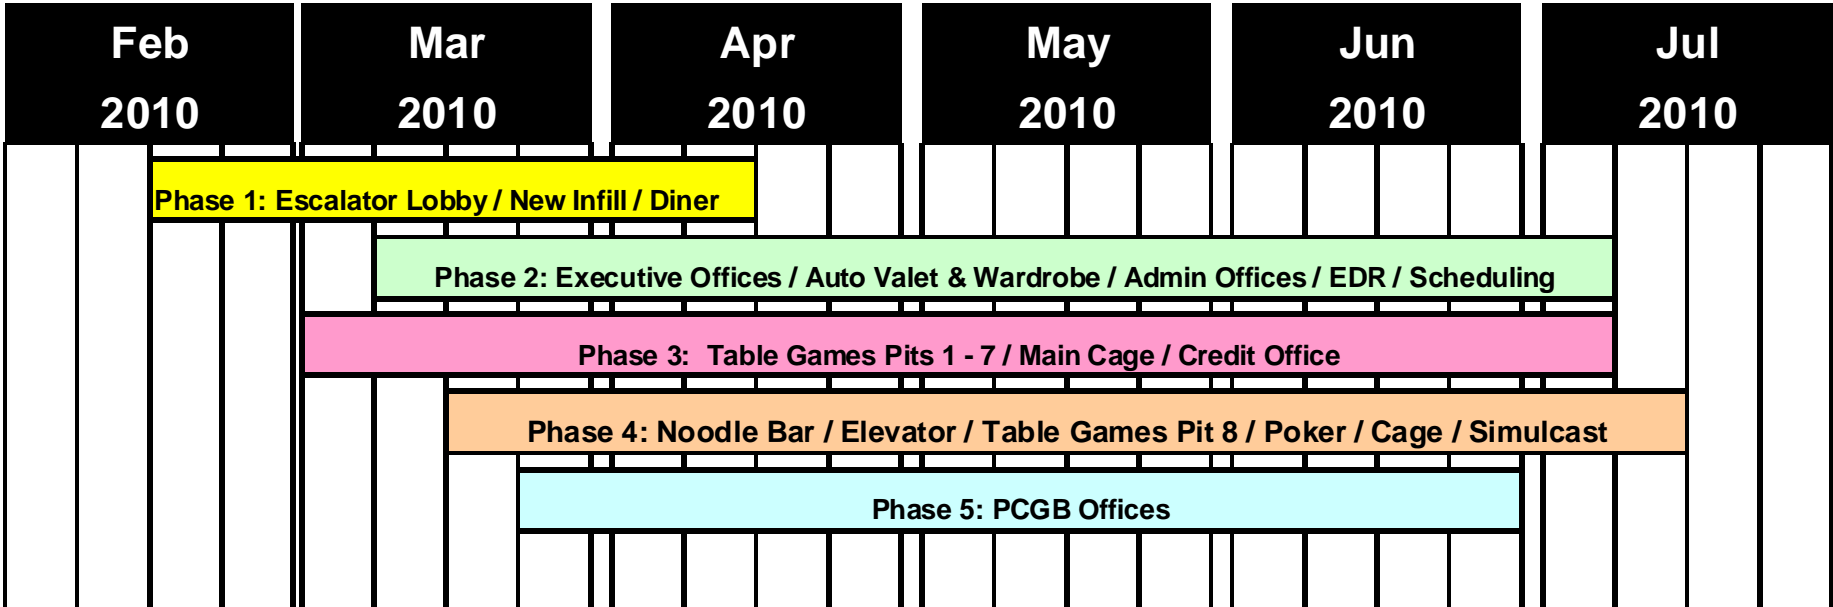 Feb Mar Apr May Jun Jul
2010 2010 2010 2010 2010 2010
Phase 1: Escalator Lobby / New Infill / Diner
Phase 2: Executive Offices / Auto Valet & Wardrobe / Admin Offices / EDR / Scheduling
Phase 3:  Table Games Pits 1 - 7 / Main Cage / Credit Office
Phase 4: Noodle Bar / Elevator / Table Games Pit 8 / Poker / Cage / Simulcast
Phase 5: PCGB Offices